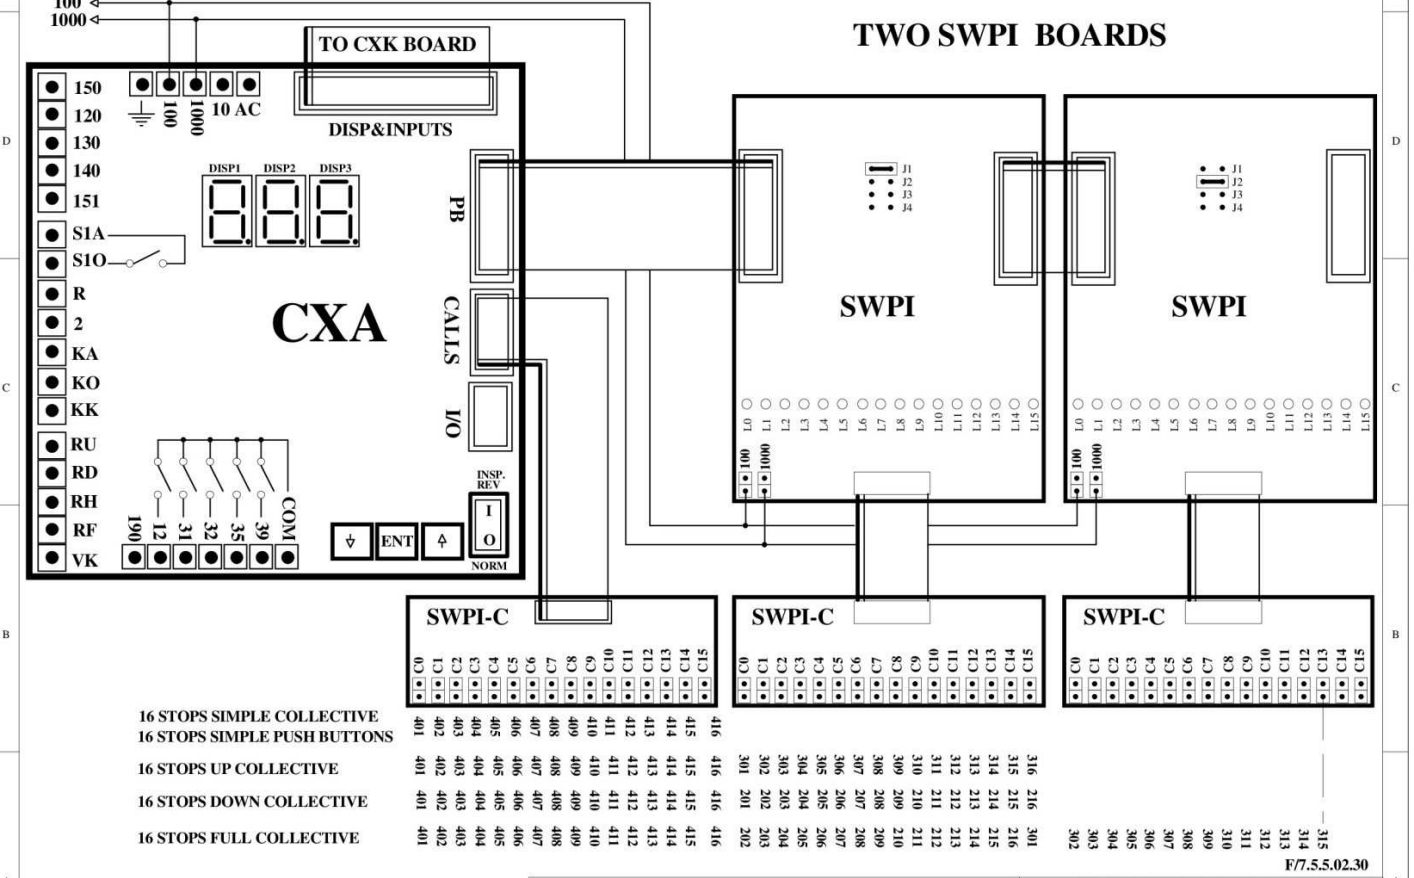 100
1000
TWO SWPI BOARDS
TO CXK BOARD
150
120
130
140
151
S1A
S1O
R
2
KA
KO
KK
RU
RD
RH
RF
VK
100
1000
10 AC
DISP&INPUTS
DISP1 DISP2 DISP3
PB
CALLS
I/O
CXA
INSP.
REV
I
O
NORM
190 12 31 32 35 39 COM
ENT
J1
J2
J3
J4
SWPI
L0 L1 L2 L3 L4 L5 L6 L7 L8 L9 L10 L11 L12 L13 L14 L15
100 1000
J1
J2
J3
J4
SWPI
L0 L1 L2 L3 L4 L5 L6 L7 L8 L9 L10 L11 L12 L13 L14 L15
100 1000
D
C
B
D
C
B
SWPI-C
C0 C1 C2 C3 C4 C5 C6 C7 C8 C9 C10 C11 C12 C13 C14 C15
SWPI-C
C0 C1 C2 C3 C4 C5 C6 C7 C8 C9 C10 C11 C12 C13 C14 C15
SWPI-C
C0 C1 C2 C3 C4 C5 C6 C7 C8 C9 C10 C11 C12 C13 C14 C15
16 STOPS SIMPLE COLLECTIVE
16 STOPS SIMPLE PUSH BUTTONS
401 402 403 404 405 406 407 408 409 410 411 412 413 414 415 416
16 STOPS UP COLLECTIVE
401 402 403 404 405 406 407 408 409 410 411 412 413 414 415 416
301 302 303 304 305 306 307 308 309 310 311 312 313 314 315 316
16 STOPS DOWN COLLECTIVE
401 402 403 404 405 406 407 408 409 410 411 412 413 414 415 416
201 202 203 204 205 206 207 208 209 210 211 212 213 214 215 216
16 STOPS FULL COLLECTIVE
401 402 403 404 405 406 407 408 409 410 411 412 413 414 415 416
202 203 204 205 206 207 208 209 210 211 212 213 214 215 216 301
302 303 304 305 306 307 308 309 310 311 312 313 314 315
F/7.5.5.02.30